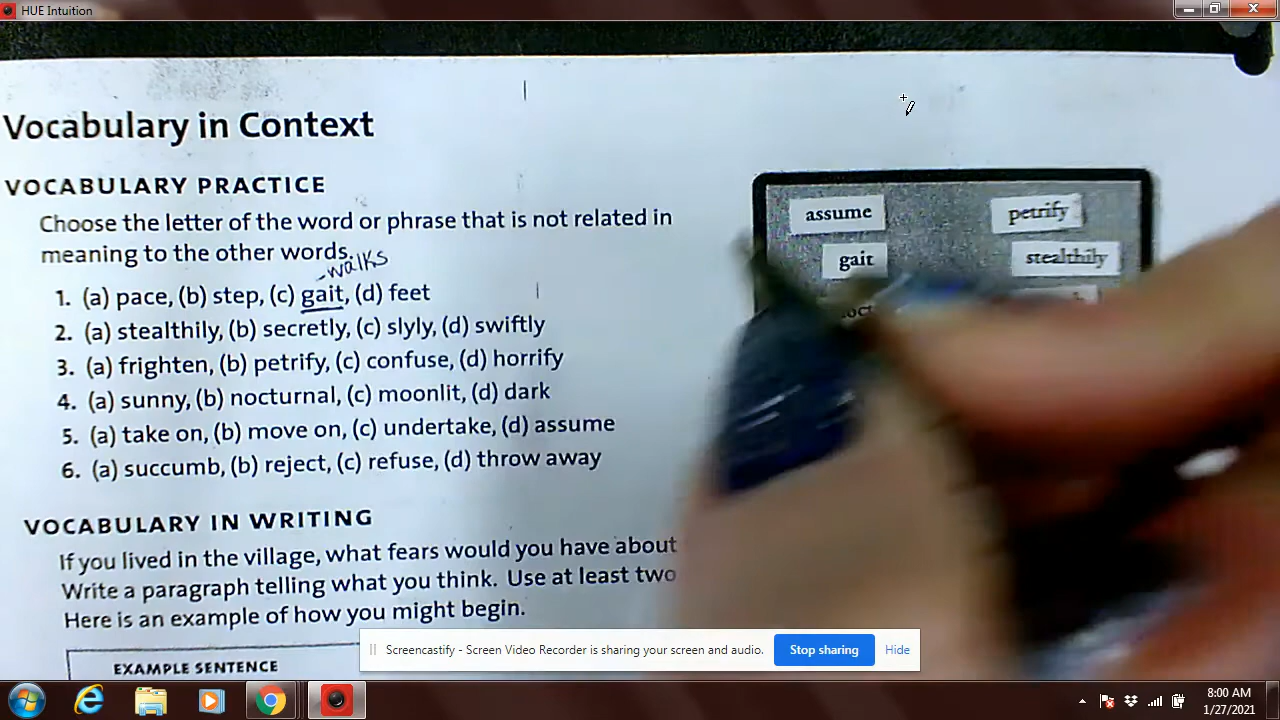 HUE Intuition
Vocabulary in Context
VOCABULARY PRACTICE
Choose the letter of the word or phrase that is not related in
meaning to the other words.
-walks
1. (a) pace, (b) step, (c) gait, (d) feet
2. (a) stealthily, (b) secretly, (c) slyly, (d) swiftly
3. (a) frighten, (b) petrify, (c) confuse, (d) horrify
4. (a) sunny, (b) nocturnal, (c) moonlit, (d) dark
5. (a) take on, (b) move on, (c) undertake, (d) assume
6. (a) succumb, (b) reject, (c) refuse, (d) throw away
assume petrify
gait stealthily
VOCABULARY IN WRITING
If you lived in the village, what fears would you have about
Write a paragraph telling what you think. Use at least two
Here is an example of how you might begin.
EXAMPLE SENTENCE
Screencastify - Screen Video Recorder is sharing your screen and audio. Stop sharing Hide
8:00 AM
1/27/2021